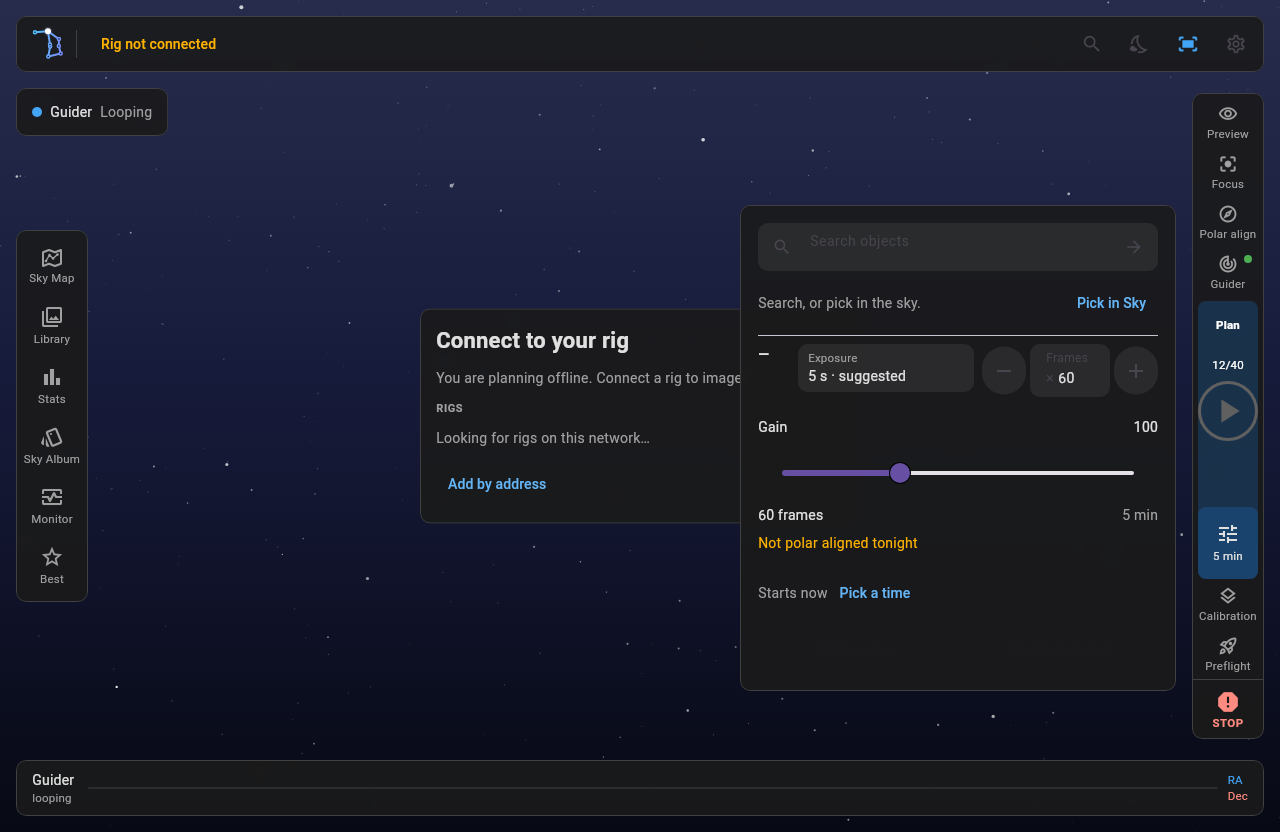 Rig not connected
Guider Looping
Sky Map
Library
Stats
Sky Album
Monitor
Best
Connect to your rig
You are planning offline. Connect a rig to image
RIGS
Looking for rigs on this network…
Add by address
Search objects
Search, or pick in the sky.
Pick in Sky
–
Exposure
5 s · suggested
Frames
× 60
Gain
100
60 frames
5 min
Not polar aligned tonight
Starts now
Pick a time
Preview
Focus
Polar align
Guider
Plan
12/40
5 min
Calibration
Preflight
STOP
Guider
looping
RA
Dec